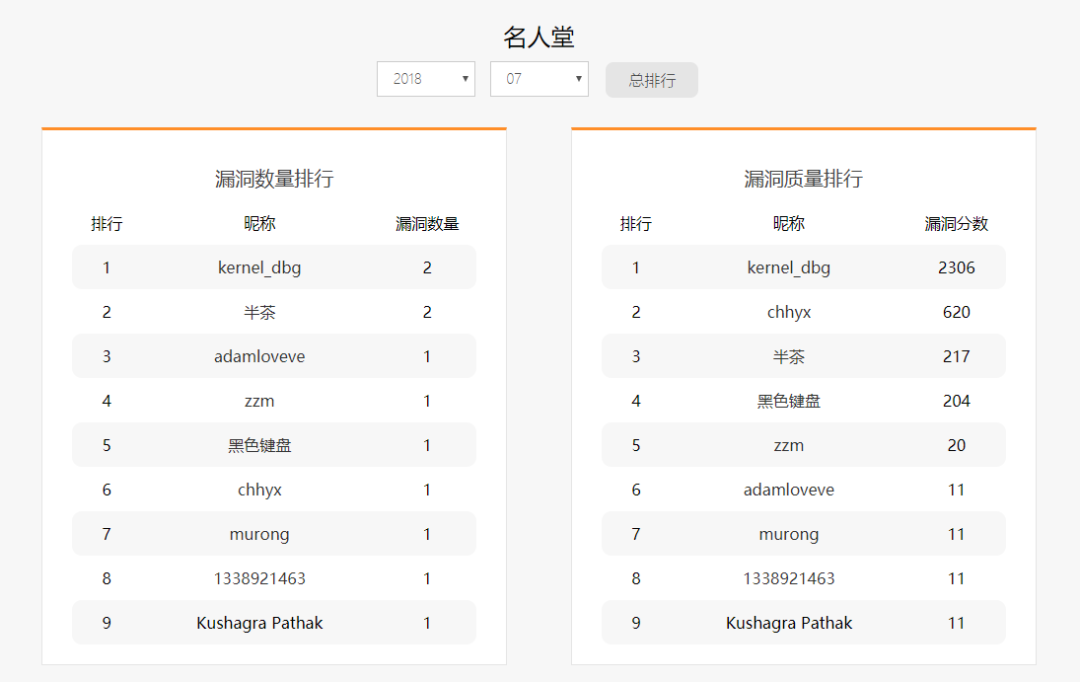 名人堂
2018 07 总排行
漏洞数量排行
排行 昵称 漏洞数量
1 kernel_dbg 2
2 半茶 2
3 adamloveve 1
4 zzm 1
5 黑色键盘 1
6 chhyx 1
7 murong 1
8 1338921463 1
9 Kushagra Pathak 1
漏洞质量排行
排行 昵称 漏洞分数
1 kernel_dbg 2306
2 chhyx 620
3 半茶 217
4 黑色键盘 204
5 zzm 20
6 adamloveve 11
7 murong 11
8 1338921463 11
9 Kushagra Pathak 11